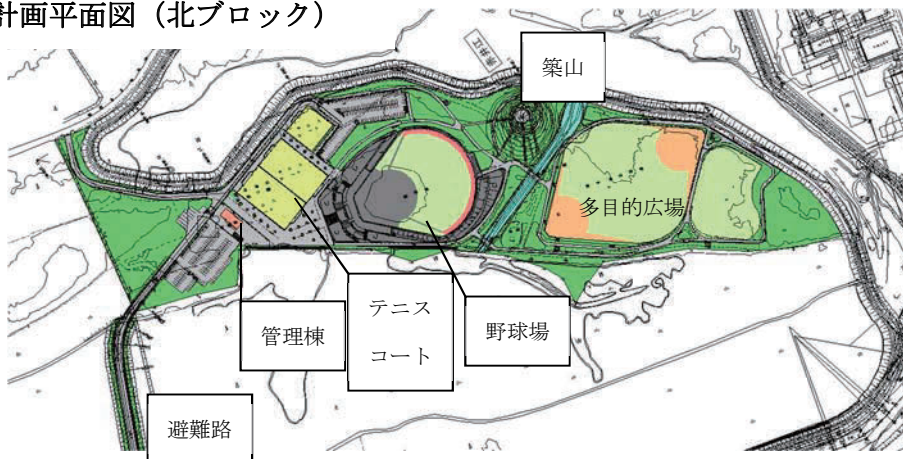 計画平面図（北ブロック）
築山
多目的広場
テニス
コート
管理棟
野球場
避難路